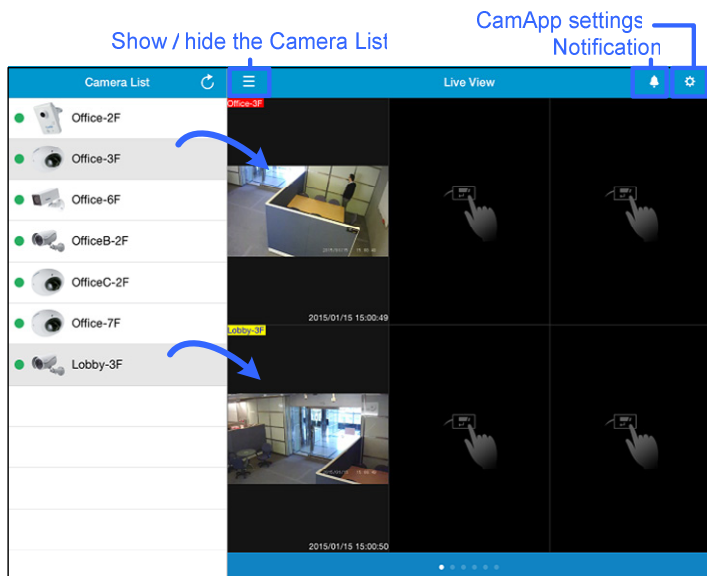 CamApp settings
Show / hide the Camera List
Notification
Camera List
Live View
Office-2F
Office-3F
Office-6F
OfficeB-2F
OfficeC-2F
Office-7F
Lobby-3F
Office-3F
2015/01/15 15:00:49
Lobby-3F
2015/01/15 15:00:50